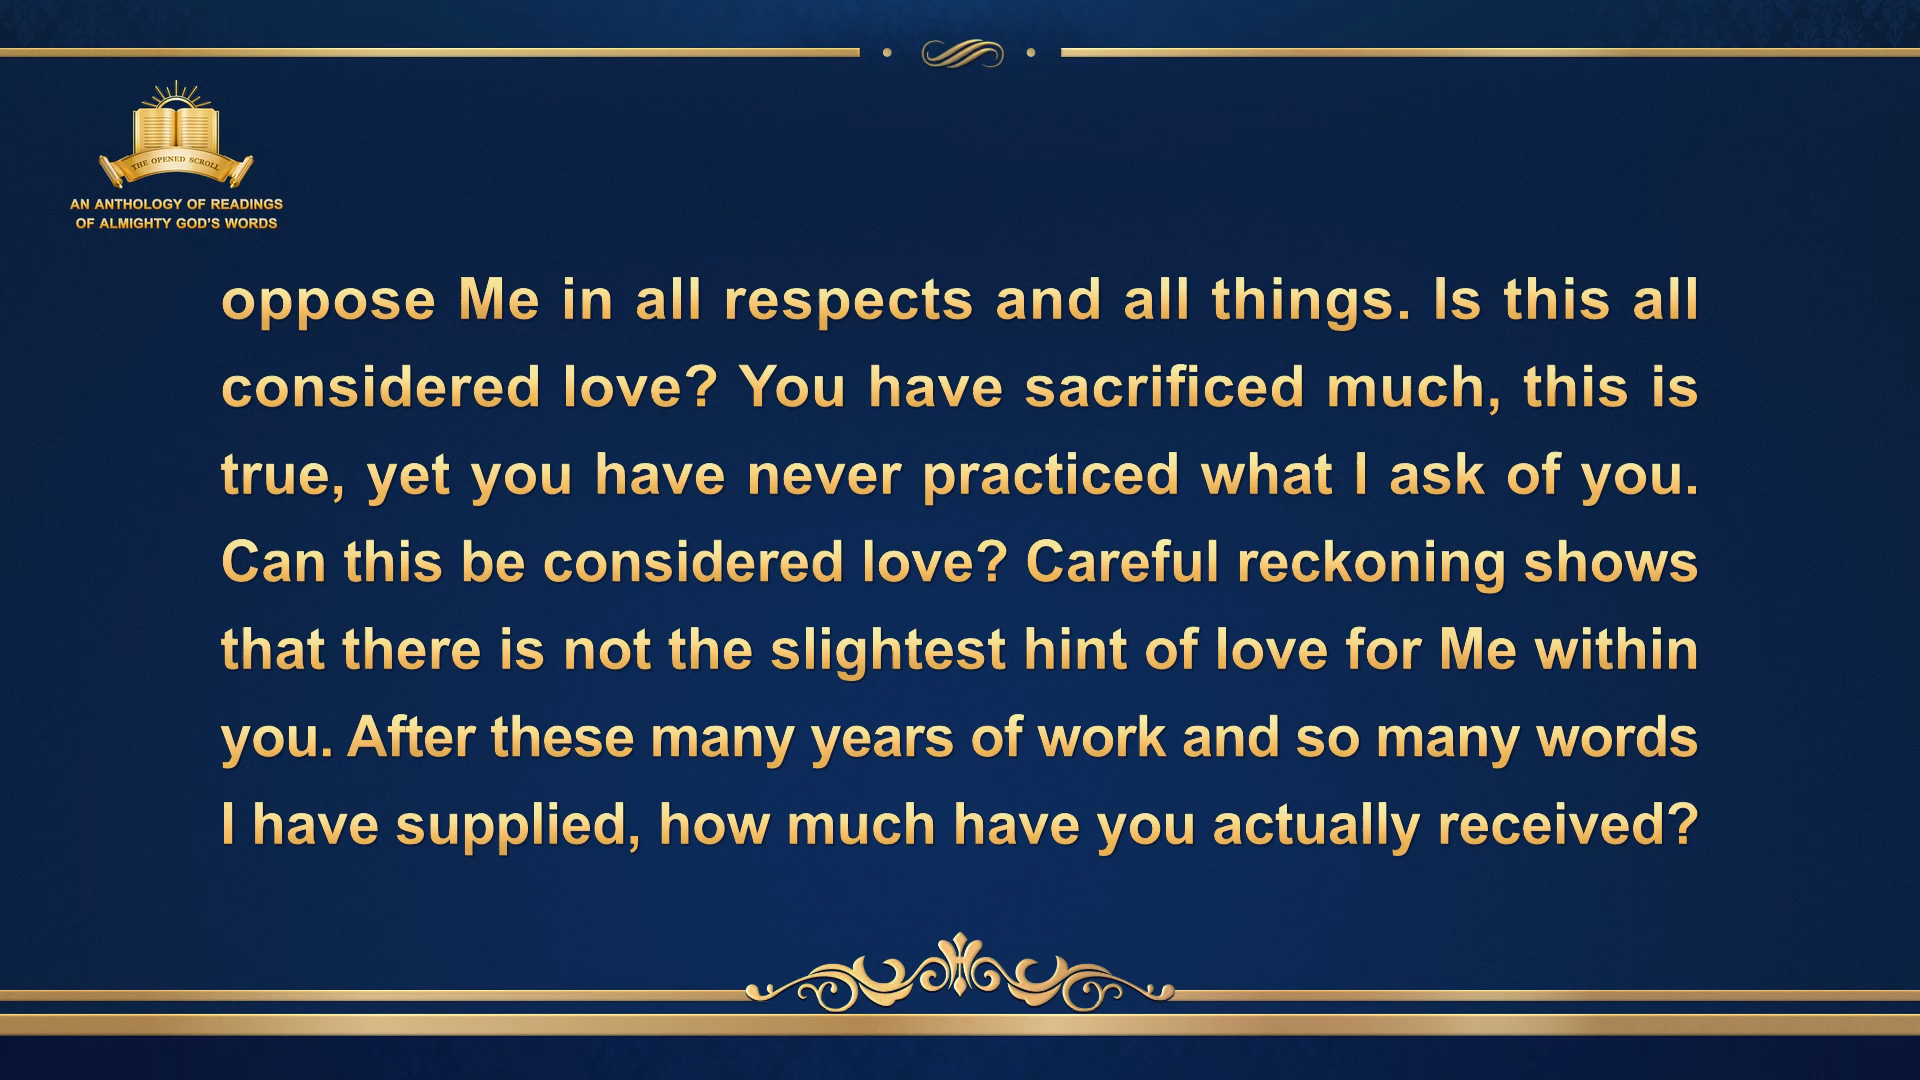 THE OPENED SCROLL
AN ANTHOLOGY OF READINGS
OF ALMIGHTY GOD'S WORDS
oppose Me in all respects and all things. Is this all
considered love? You have sacrificed much, this is
true, yet you have never practiced what I ask of you.
Can this be considered love? Careful reckoning shows
that there is not the slightest hint of love for Me within
you. After these many years of work and so many words
I have supplied, how much have you actually received?